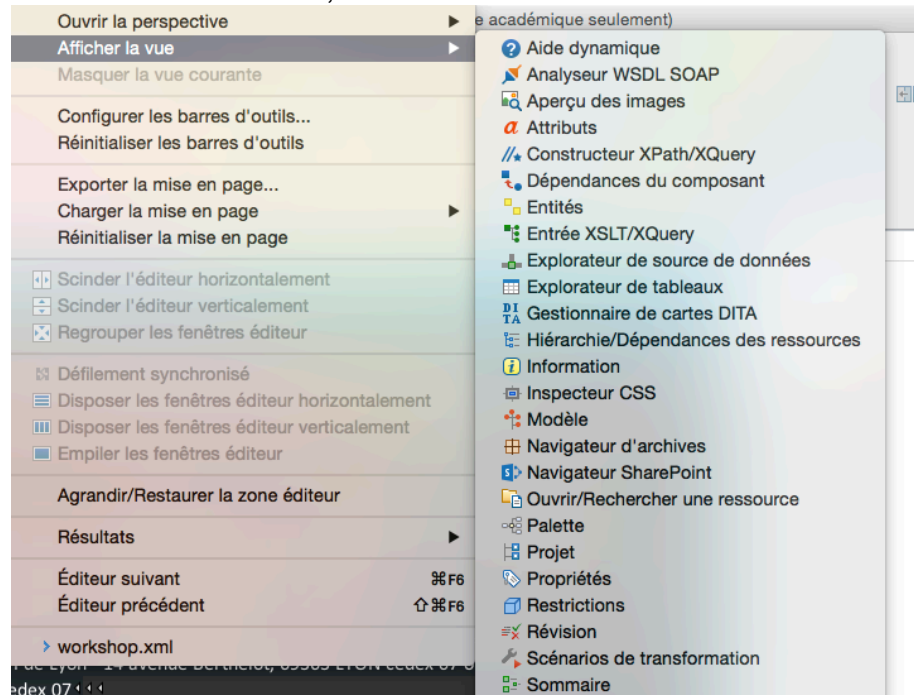 e académique seulement)
Ouvrir la perspective
Afficher la vue
Masquer la vue courante
Configurer les barres d'outils...
Réinitialiser les barres d'outils
Exporter la mise en page...
Charger la mise en page
Réinitialiser la mise en page
Scinder l'éditeur horizontalement
Scinder l'éditeur verticalement
Regrouper les fenêtres éditeur
Défilement synchronisé
Disposer les fenêtres éditeur horizontalement
Disposer les fenêtres éditeur verticalement
Empiler les fenêtres éditeur
Agrandir/Restaurer la zone éditeur
Résultats
Éditeur suivant ⌘F6
Éditeur précédent ⇧⌘F6
workshop.xml
edex 07
Aide dynamique
Analyseur WSDL SOAP
Aperçu des images
Attributs
Constructeur XPath/XQuery
Dépendances du composant
Entités
Entrée XSLT/XQuery
Explorateur de source de données
Explorateur de tableaux
DITA Gestionnaire de cartes DITA
Hiérarchie/Dépendances des ressources
Information
Inspecteur CSS
Modèle
Navigateur d'archives
Navigateur SharePoint
Ouvrir/Rechercher une ressource
Palette
Projet
Propriétés
Restrictions
Révision
Scénarios de transformation
Sommaire